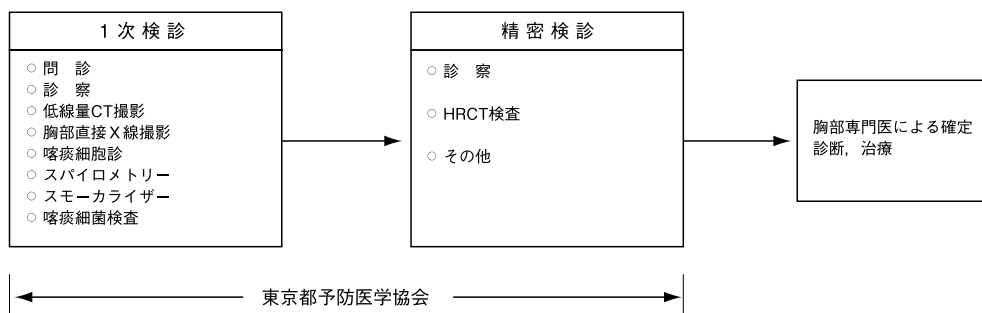 1次検診
○ 問 診
○ 診 察
○ 低線量CT撮影
○ 胸部直接X線撮影
○ 喀痰細胞診
○ スパイロメトリー
○ スモーカライザー
○ 喀痰細菌検査
精密検診
○ 診 察
○ HRCT検査
○ その他
胸部専門医による確定
診断，治療
東京都予防医学協会